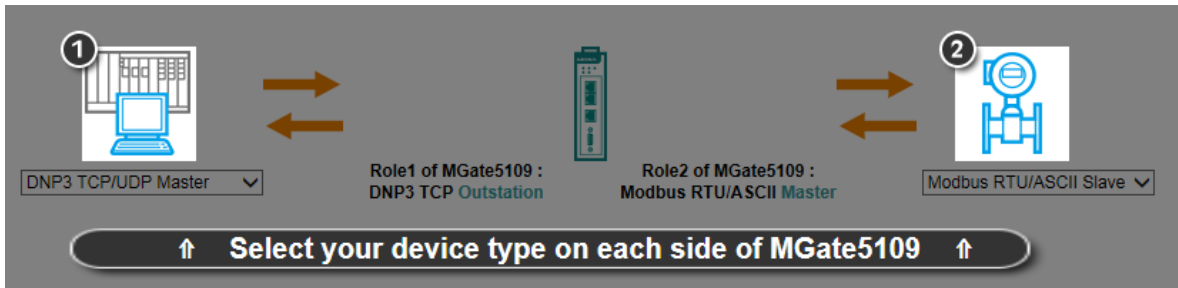 1
2
DNP3 TCP/UDP Master
Role1 of MGate5109 :
DNP3 TCP Outstation
Role2 of MGate5109 :
Modbus RTU/ASCII Master
Modbus RTU/ASCII Slave
⇑ Select your device type on each side of MGate5109 ⇑